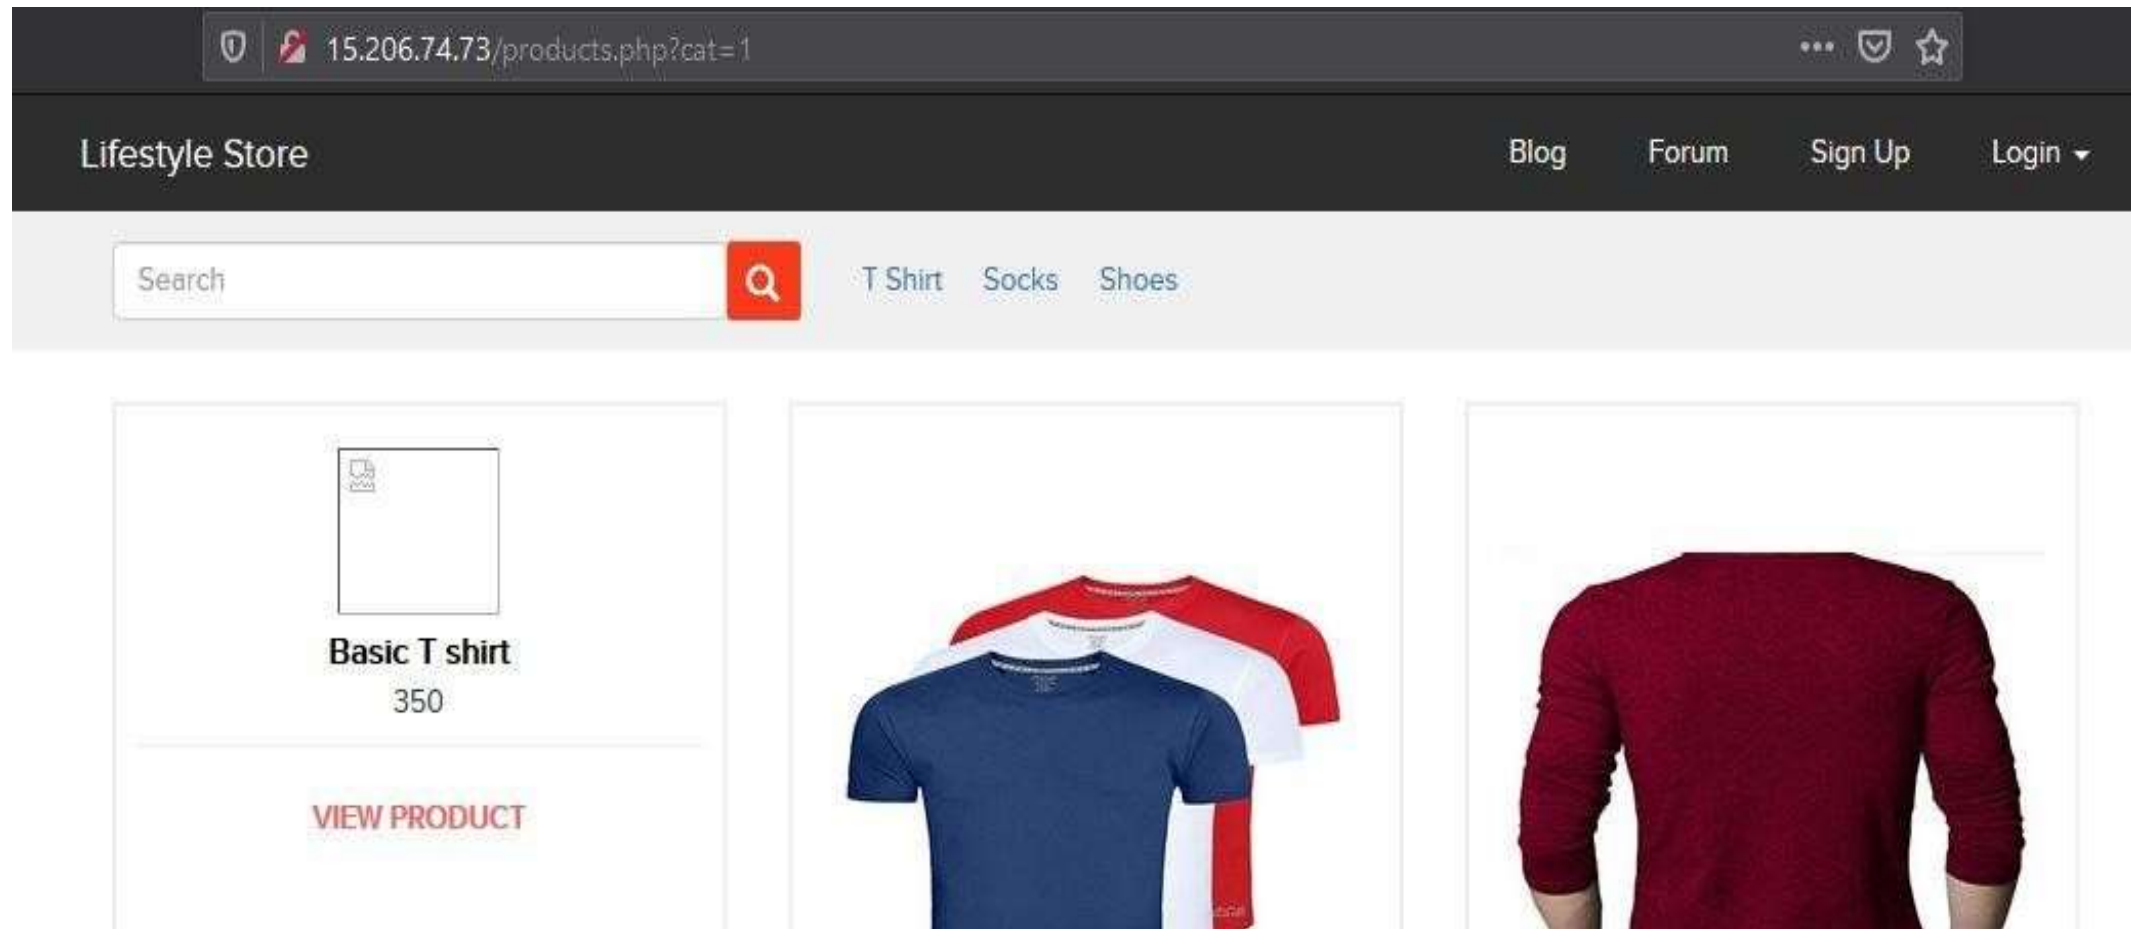 15.206.74.73/products.php?cat=1
Lifestyle Store
Blog Forum Sign Up Login
Search
T Shirt Socks Shoes
Basic T shirt
350
VIEW PRODUCT